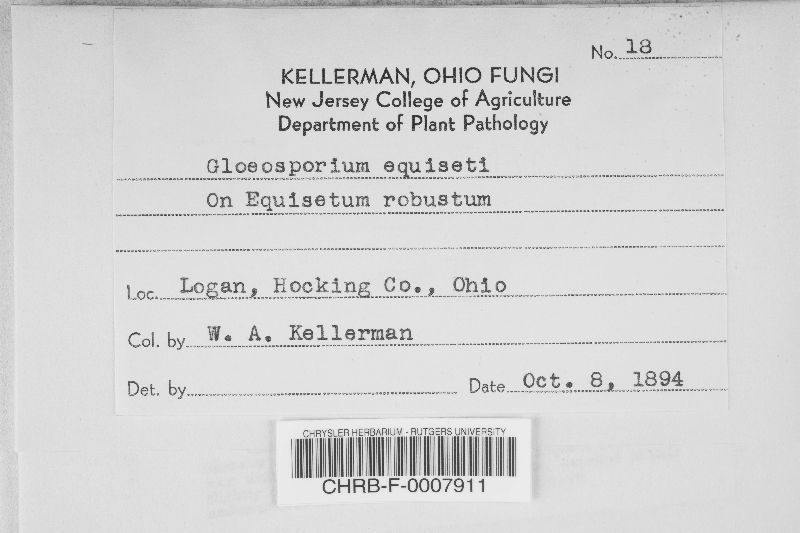 No. 18
KELLERMAN, OHIO FUNGI
New Jersey College of Agriculture
Department of Plant Pathology
Gloeosporium equiseti
On Equisetum robustum
Loc. Logan, Hocking Co., Ohio
Col. by W. A. Kellerman
Det. by
Date Oct. 8, 1894
CHRYSLER HERBARIUM - RUTGERS UNIVERSITY
CHRB-F-0007911